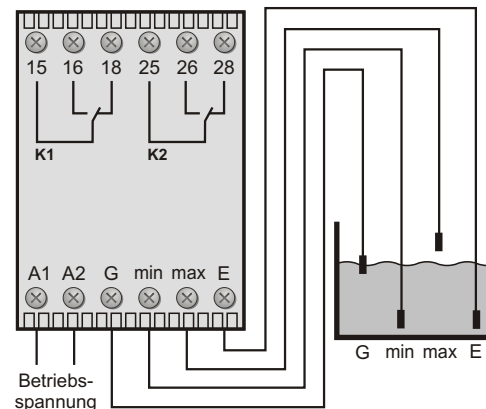 15 16 18 25 26 28
K1 K2
A1 A2 G min max E
G min max E
Betriebs-
spannung